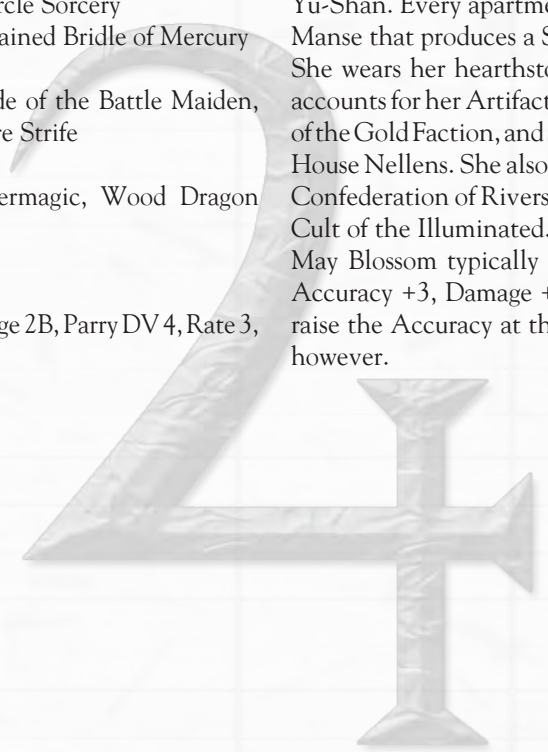 rcle Sorcery
ained Bridle of Mercury
de of the Battle Maiden,
re Strife
ermagic, Wood Dragon
ge 2B, Parry DV 4, Rate 3,
Yu-Shan. Every apartme
Manse that produces a S
She wears her hearthsto
accounts for her Artifact
of the Gold Faction, and
House Nellens. She also
Confederation of Rivers
Cult of the Illuminated.
May Blossom typically
Accuracy +3, Damage +
raise the Accuracy at th
however.